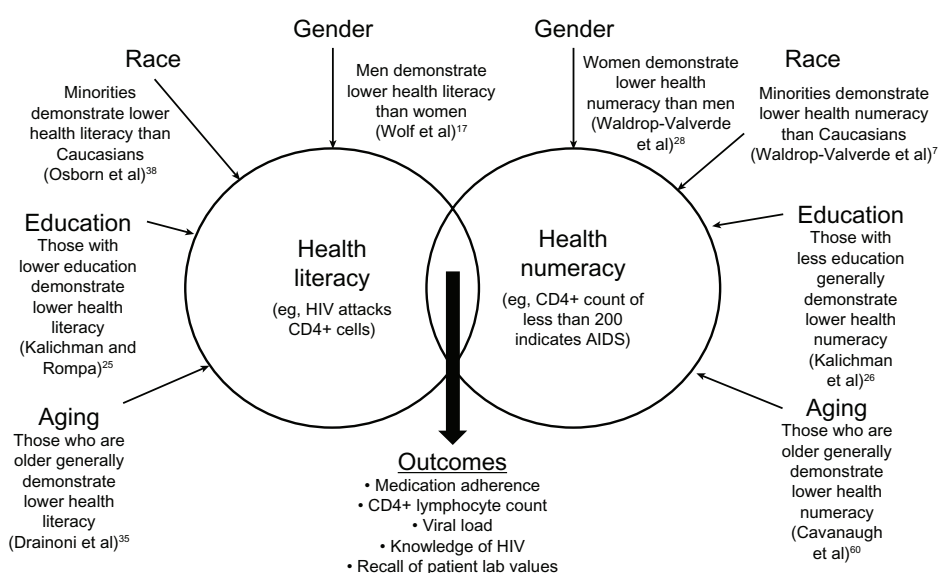 Gender
Men demonstrate
lower health literacy
than women
(Wolf et al)17
Race
Minorities
demonstrate lower
health literacy than
Caucasians
(Osborn et al)38
Education
Those with
lower education
demonstrate
lower health
literacy
(Kalichman and
Rompa)25
Aging
Those who are
older generally
demonstrate
lower health
literacy
(Drainoni et al)35
Health
literacy
(eg, HIV attacks
CD4+ cells)
Gender
Women demonstrate
lower health
numeracy than men
(Waldrop-Valverde
et al)28
Race
Minorities demonstrate
lower health numeracy
than Caucasians
(Waldrop-Valverde et al)7
Health
numeracy
(eg, CD4+ count of
less than 200
indicates AIDS)
Education
Those with
less education
generally
demonstrate
lower health
numeracy
(Kalichman
et al)26
Aging
Those who are
older generally
demonstrate
lower health
numeracy
(Cavanaugh
et al)60
Outcomes
• Medication adherence
• CD4+ lymphocyte count
• Viral load
• Knowledge of HIV
• Recall of patient lab values